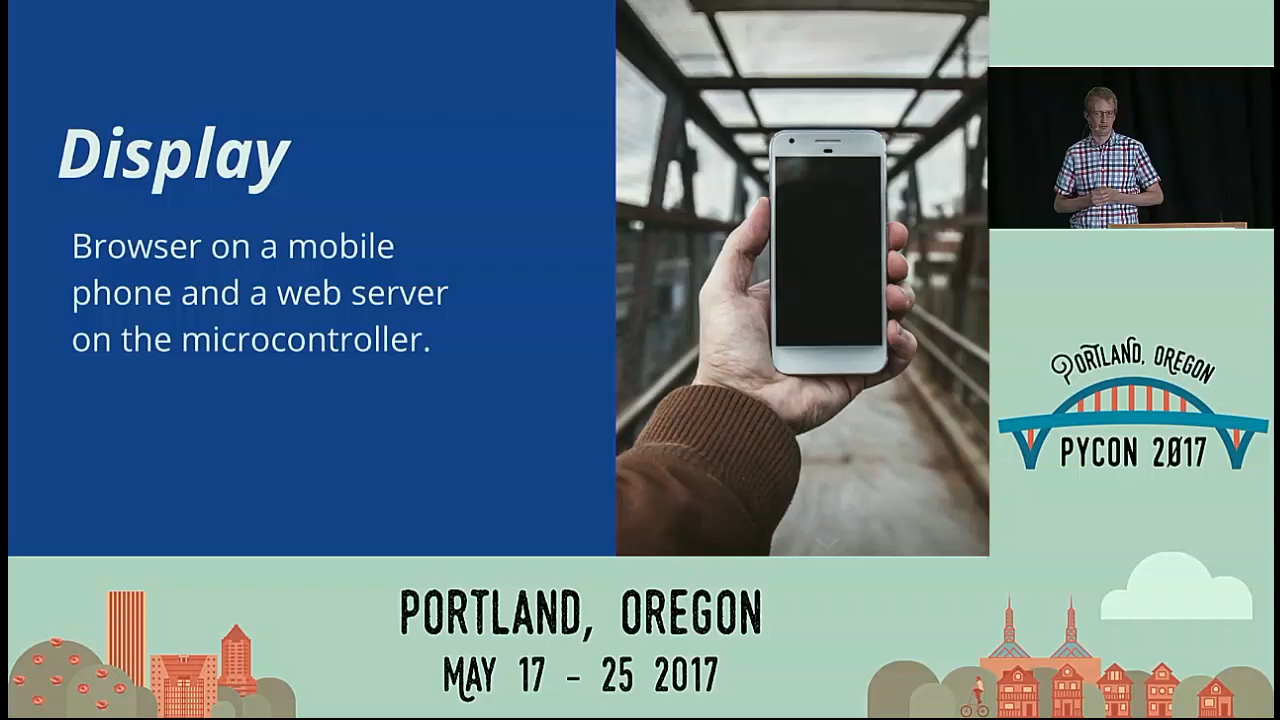 Display
Browser on a mobile
phone and a web server
on the microcontroller.
PORTLAND, OREGON
PYCON 2017
PORTLAND, OREGON
MAY 17 - 25 2017